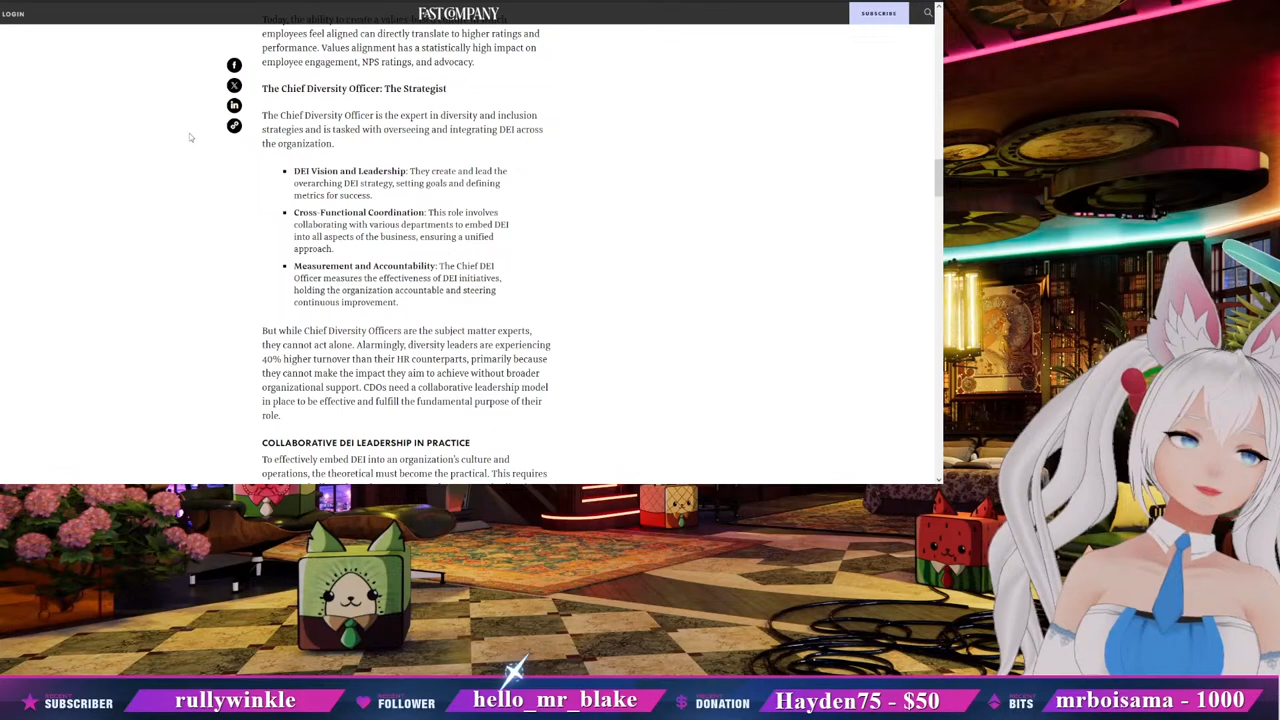 LOGIN
FAST COMPANY
SUBSCRIBE
Today, the ability to create a values-
employees feel aligned can directly translate to higher ratings and
performance. Values alignment has a statistically high impact on
employee engagement, NPS ratings, and advocacy.
The Chief Diversity Officer: The Strategist
The Chief Diversity Officer is the expert in diversity and inclusion
strategies and is tasked with overseeing and integrating DEI across
the organization.
DEI Vision and Leadership: They create and lead the
overarching DEI strategy, setting goals and defining
metrics for success.
Cross-Functional Coordination: This role involves
collaborating with various departments to embed DEI
into all aspects of the business, ensuring a unified
approach.
Measurement and Accountability: The Chief DEI
Officer measures the effectiveness of DEI initiatives,
holding the organization accountable and steering
continuous improvement.
But while Chief Diversity Officers are the subject matter experts,
they cannot act alone. Alarmingly, diversity leaders are experiencing
40% higher turnover than their HR counterparts, primarily because
they cannot make the impact they aim to achieve without broader
organizational support. CDOs need a collaborative leadership model
in place to be effective and fulfill the fundamental purpose of their
role.
COLLABORATIVE DEI LEADERSHIP IN PRACTICE
To effectively embed DEI into an organization's culture and
operations, the theoretical must become the practical. This requires
RECENT
SUBSCRIBER
rullywinkle
RECENT
FOLLOWER
hello_mr_blake
RECENT
DONATION
Hayden75 - $50
RECENT
BITS
mrboisama - 1000